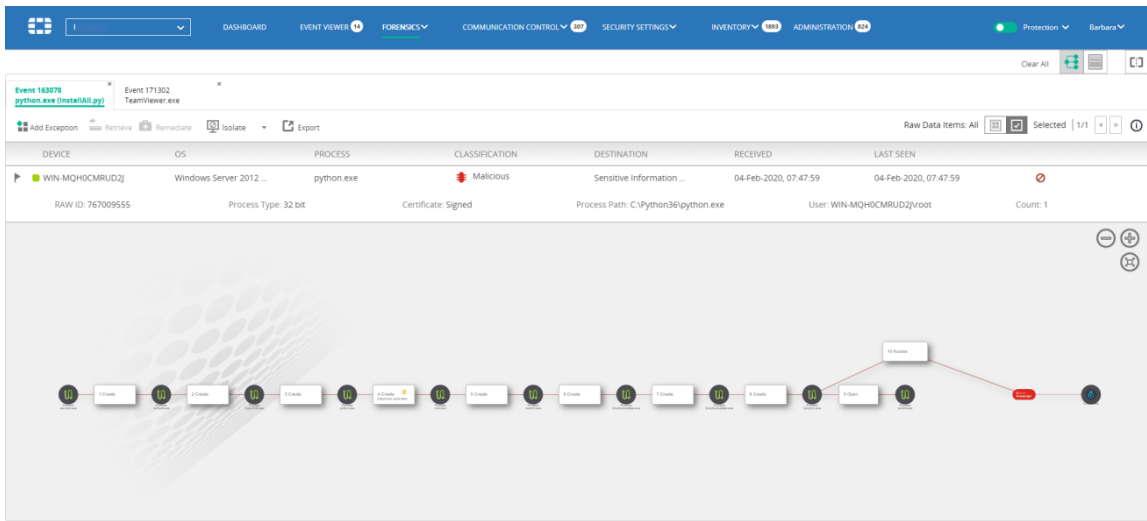 I
DASHBOARD
EVENT VIEWER 14
FORENSICS
COMMUNICATION CONTROL 307
SECURITY SETTINGS
INVENTORY 1893
ADMINISTRATION 824
Protection
Barbara
Clear All
Event 163078
python.exe (InstallAll.py)
Event 171302
TeamViewer.exe
Add Exception Retrieve Remediate Isolate Export
Raw Data Items: All Selected 1/1
DEVICE OS PROCESS CLASSIFICATION DESTINATION RECEIVED LAST SEEN
WIN-MQH0CMRUD2J Windows Server 2012 ... python.exe Malicious Sensitive Information ... 04-Feb-2020, 07:47:59 04-Feb-2020, 07:47:59
RAW ID: 767009555 Process Type: 32 bit Certificate: Signed Process Path: C:\Python36\python.exe User: WIN-MQH0CMRUD2J\root Count: 1
10 Access
1 Create
2 Create
3 Create
4 Create
5 Create
6 Create
7 Create
8 Create
9 Open